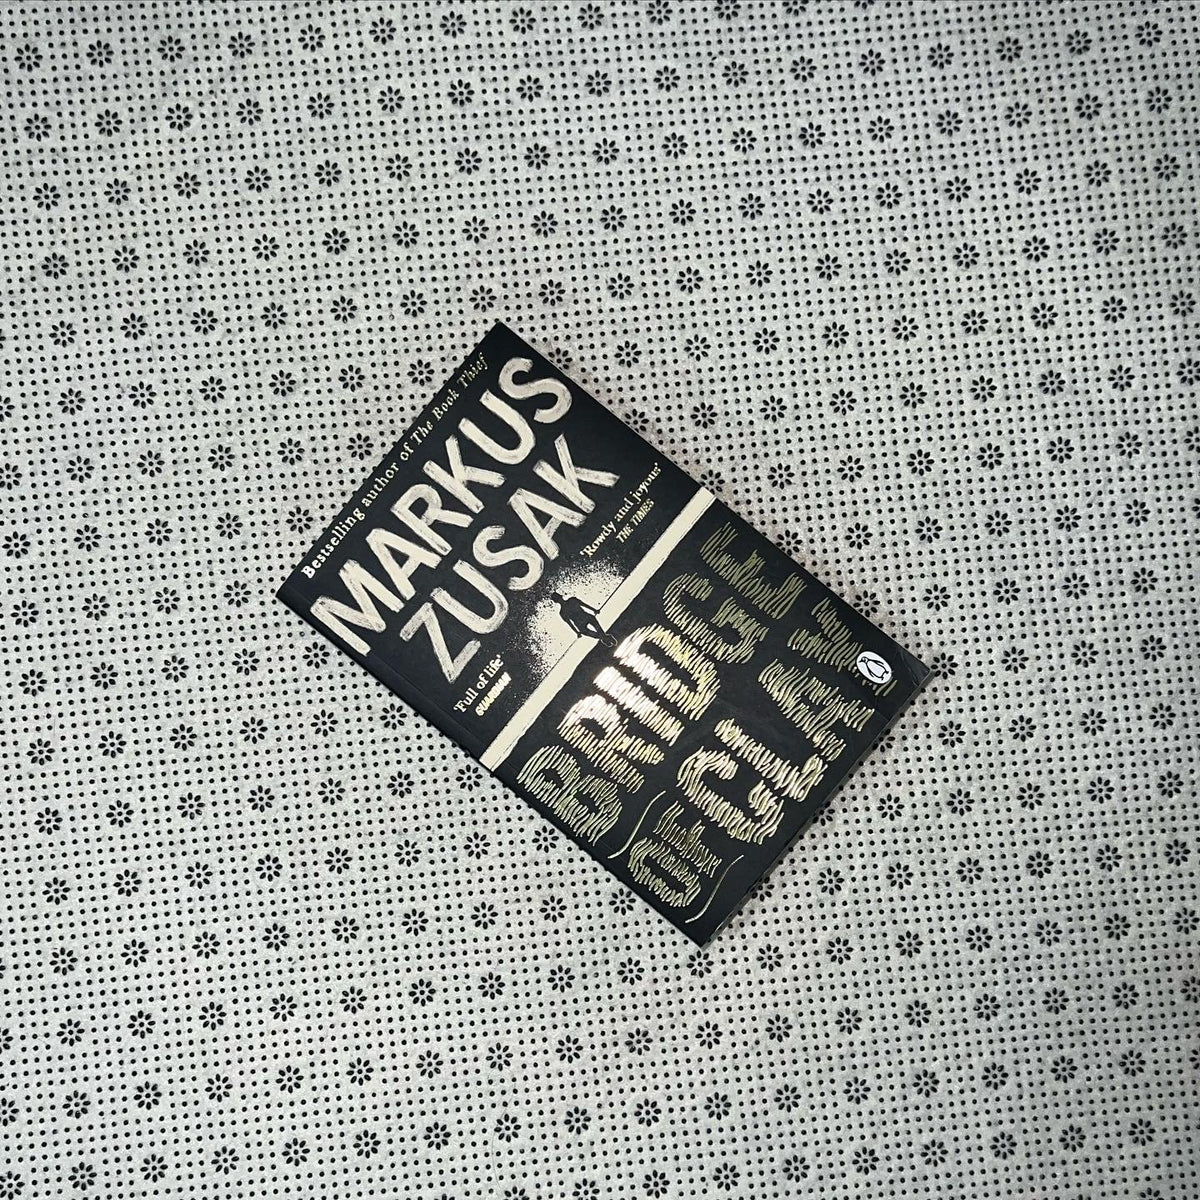 Bestselling author of The Book Thief
MARKUS
ZUSAK
'Rowdy and joyous'
THE TIMES
'Full of life'
GUARDIAN
BRIDGE
OF CLAY